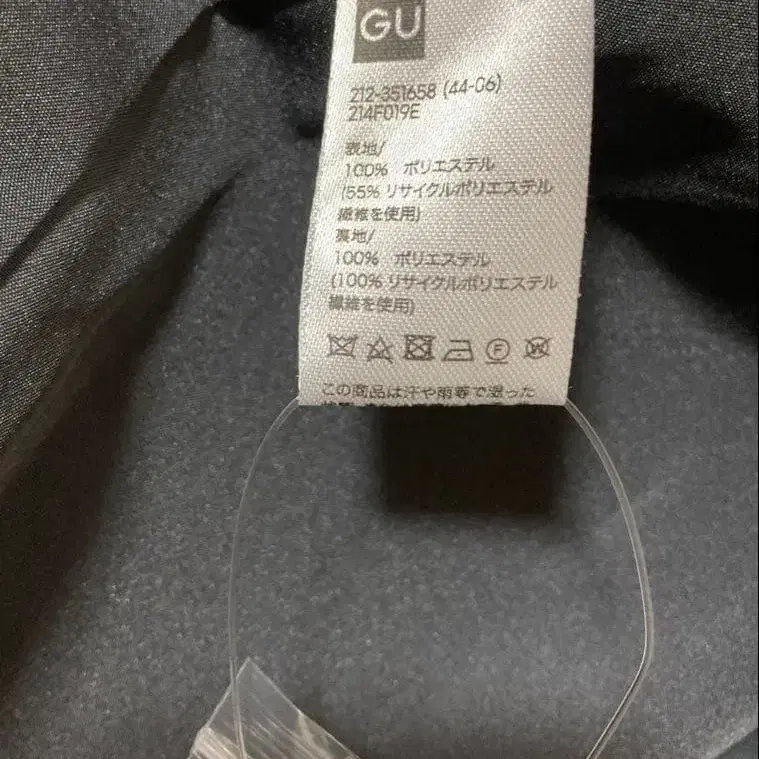 GU
212-351658 (44-06)
214F019E
表地/
100% ポリエステル
(55% リサイクルポリエステル
繊維を使用)
裏地/
100% ポリエステル
(100% リサイクルポリエステル
繊維を使用)
F
W
この商品は汗や雨等で湿った